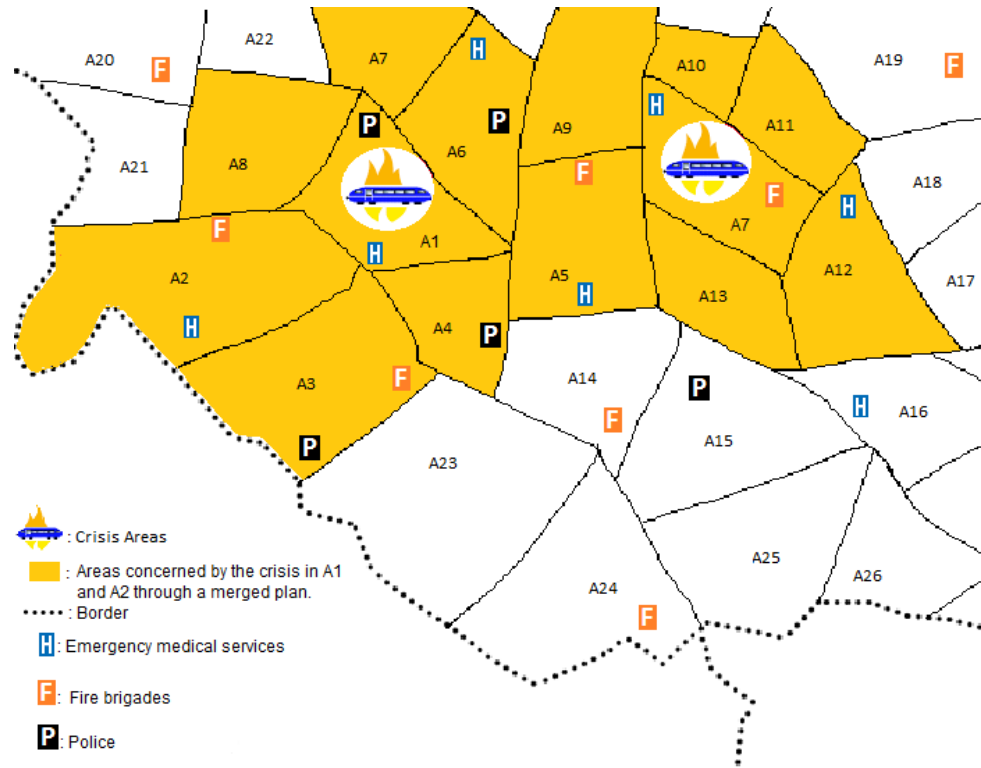 A22
A20
F
A7
H
A19
F
A10
H
P
P
A9
A11
A6
A21
A8
F
A18
F
H
F
A1
A7
H
A2
A5
A12
A17
H
A13
H
A4
P
A14
A3
F
P
H
A16
F
A15
P
A23
A25
A26
A24
F
: Crisis Areas
: Areas concerned by the crisis in A1
and A2 through a merged plan.
: Border
H : Emergency medical services
F : Fire brigades
P : Police